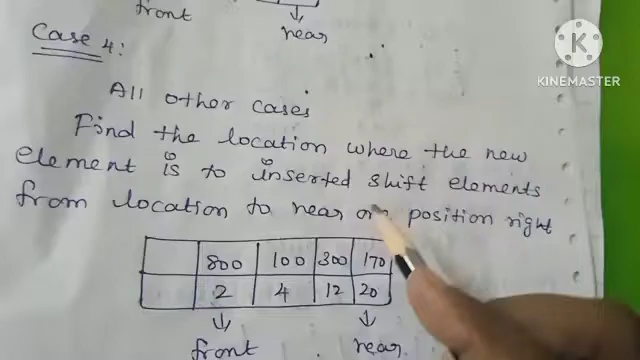 front
rear
Case 4:
K
KINEMASTER
All other cases
Find the location where the new
element is to inserted shift elements
from location to rear one position right
800 100 300 170
2 4 12 20
front rear